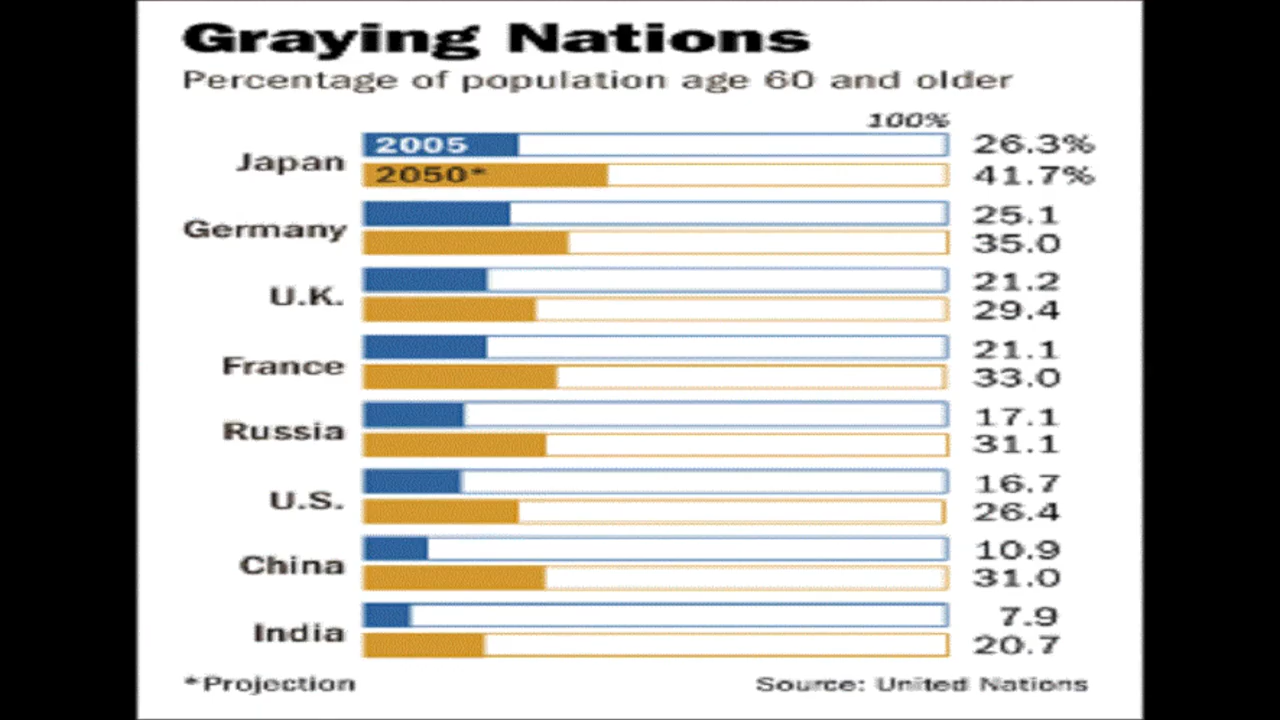 Graying Nations
Percentage of population age 60 and older
100%
Japan
2005
26.3%
2050*
41.7%
Germany
25.1
35.0
U.K.
21.2
29.4
France
21.1
33.0
Russia
17.1
31.1
U.S.
16.7
26.4
China
10.9
31.0
India
7.9
20.7
*Projection
Source: United Nations